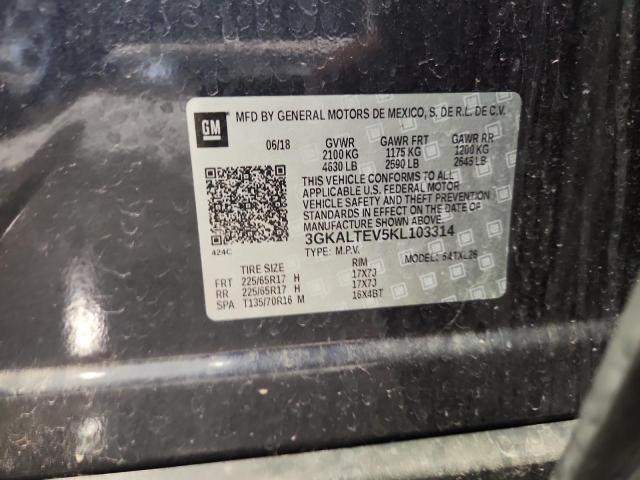 GM
MFD BY GENERAL MOTORS DE MEXICO, S. DE R.L. DE C.V.
06/18 GVWR GAWR FRT GAWR RR
2100 KG 1175 KG 1200 KG
4630 LB 2590 LB 2645 LB
THIS VEHICLE CONFORMS TO ALL
APPLICABLE U.S. FEDERAL MOTOR
VEHICLE SAFETY AND THEFT PREVENTION
STANDARDS IN EFFECT ON THE DATE OF
MANUFACTURE SHOWN ABOVE.
3GKALTEV5KL103314
424C TYPE: M.P.V. MODEL: 54TXL26
TIRE SIZE RIM
FRT 225/65R17 H 17X7J
RR 225/65R17 H 17X7J
SPA T135/70R16 M 16X4BT